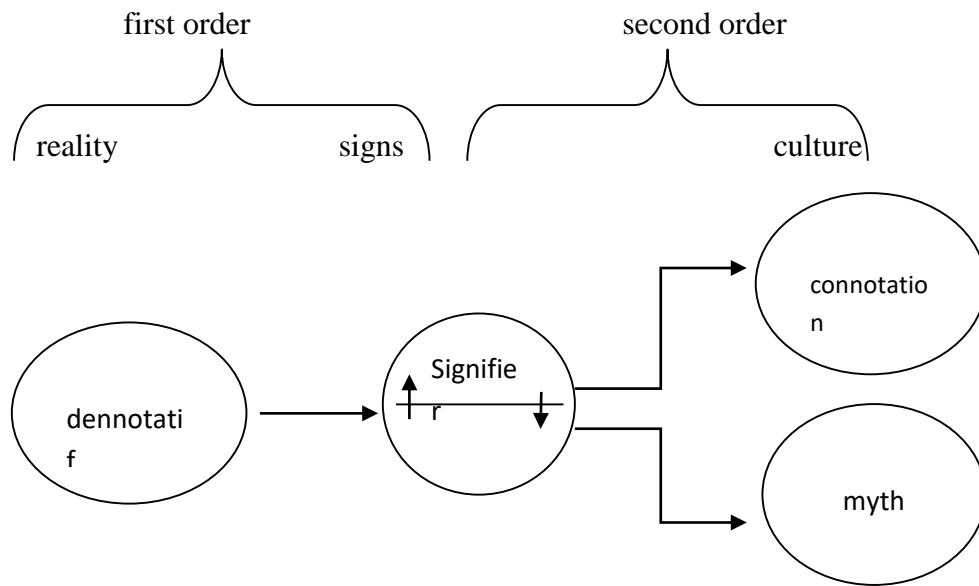 first order
second order
reality
signs
culture
connotatio
n
Signifie
r
dennotati
f
myth